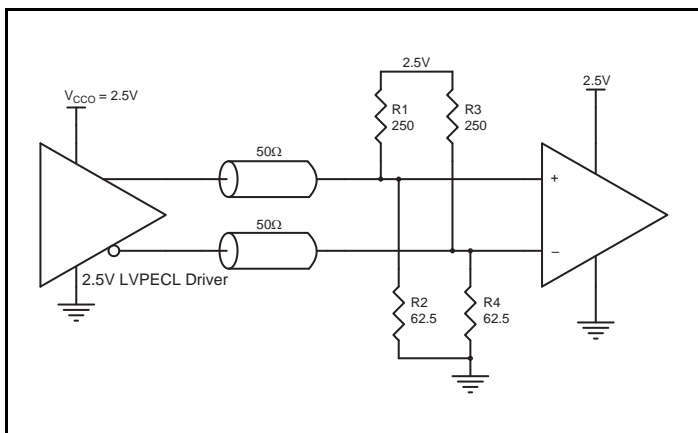 2.5V
2.5V
V_CCO = 2.5V
R1
250
R3
250
50Ω
+
50Ω
–
2.5V LVPECL Driver
R2
62.5
R4
62.5